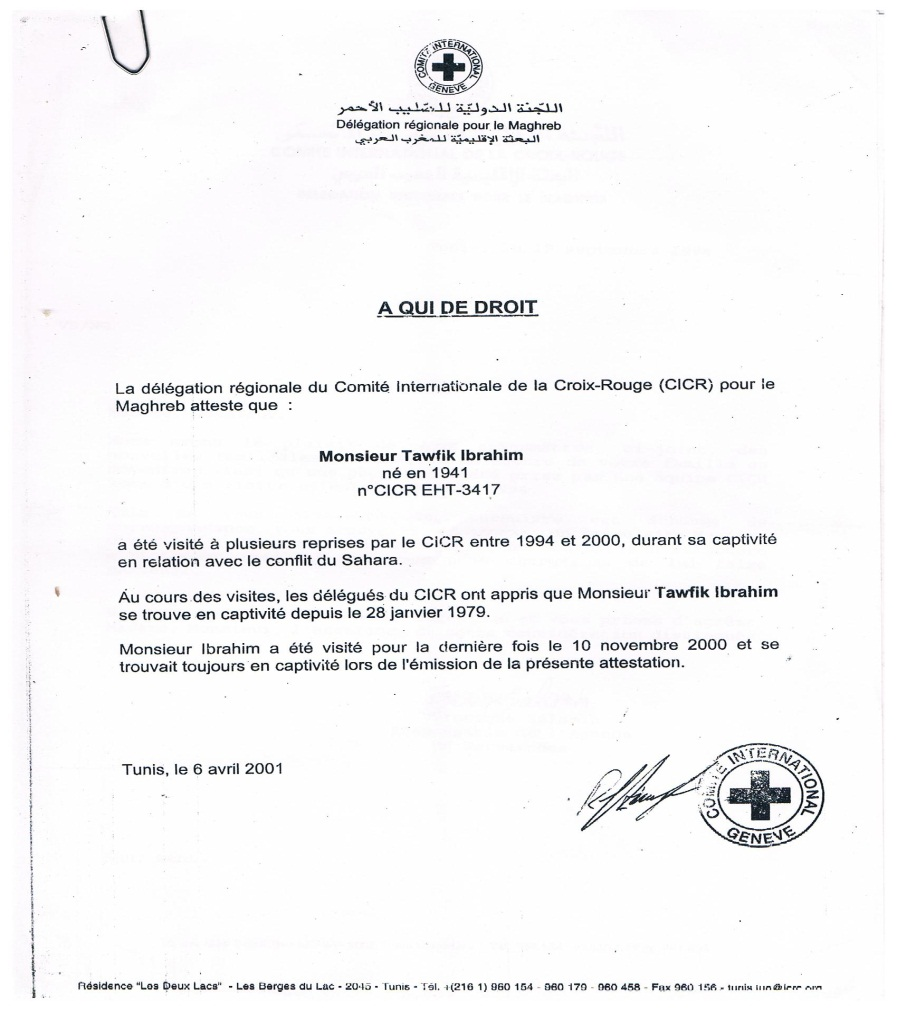 COMITÉ INTERNATIONAL GENEVE
اللجنة الدولية للصليب الأحمر
Délégation régionale pour le Maghreb
البعثة الإقليمية للمغرب العربي
A QUI DE DROIT
La délégation régionale du Comité Internationale de la Croix-Rouge (CICR) pour le
Maghreb atteste que :
Monsieur Tawfik Ibrahim
né en 1941
n°CICR EHT-3417
a été visité à plusieurs reprises par le CICR entre 1994 et 2000, durant sa captivité
en relation avec le conflit du Sahara.
Au cours des visites, les délégués du CICR ont appris que Monsieur Tawfik Ibrahim
se trouve en captivité depuis le 28 janvier 1979.
Monsieur Ibrahim a été visité pour la dernière fois le 10 novembre 2000 et se
trouvait toujours en captivité lors de l'émission de la présente attestation.
Tunis, le 6 avril 2001
COMITÉ INTERNATIONAL GENEVE
Résidence "Les Deux Lacs" - Les Berges du Lac - 2045 - Tunis - Tél. +(216 1) 960 154 - 960 179 - 960 458 - Fax 960 156 -